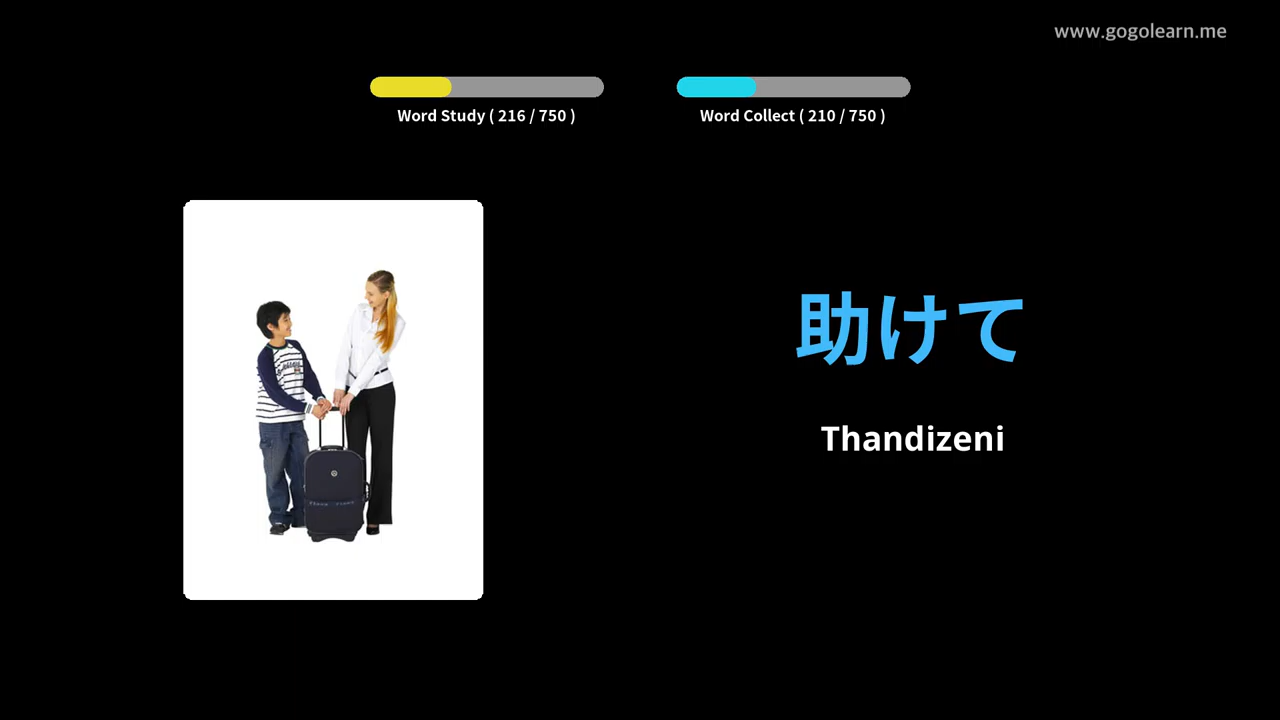 www.gogolearn.me
Word Study ( 216 / 750 )
Word Collect ( 210 / 750 )
助けて
Thandizeni